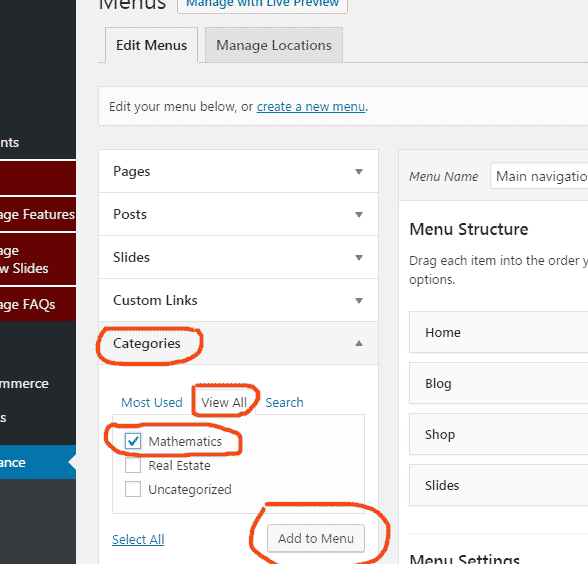 Menus
Manage with Live Preview
Edit Menus
Manage Locations
Edit your menu below, or create a new menu.
nts
age Features
age
w Slides
age FAQs
mmerce
s
ance
Pages
Posts
Slides
Custom Links
Categories
Most Used
View All
Search
Mathematics
Real Estate
Uncategorized
Select All
Add to Menu
Menu Name
Main navigatio
Menu Structure
Drag each item into the order y
options.
Home
Blog
Shop
Slides
Menu Settings